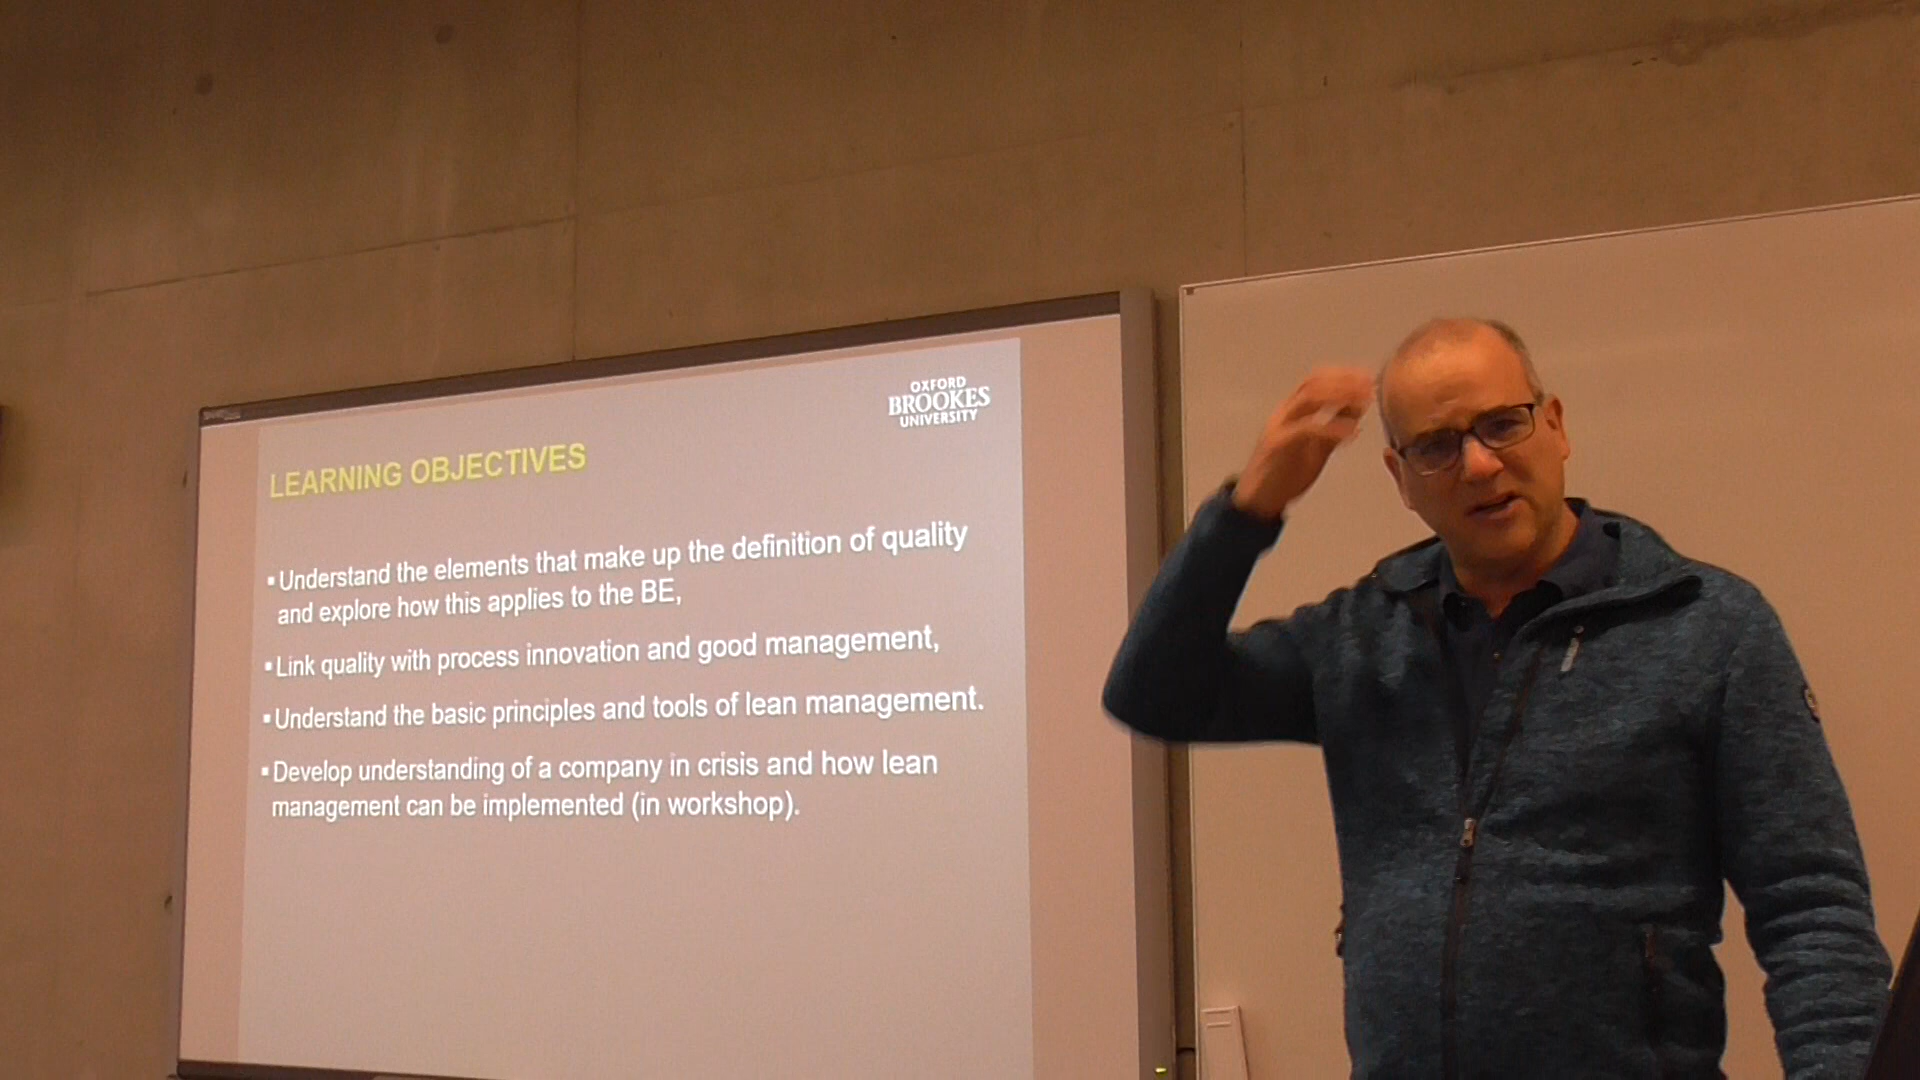 OXFORD
BROOKES
UNIVERSITY
LEARNING OBJECTIVES
▪ Understand the elements that make up the definition of quality
and explore how this applies to the BE,
▪ Link quality with process innovation and good management,
▪ Understand the basic principles and tools of lean management.
▪ Develop understanding of a company in crisis and how lean
management can be implemented (in workshop).